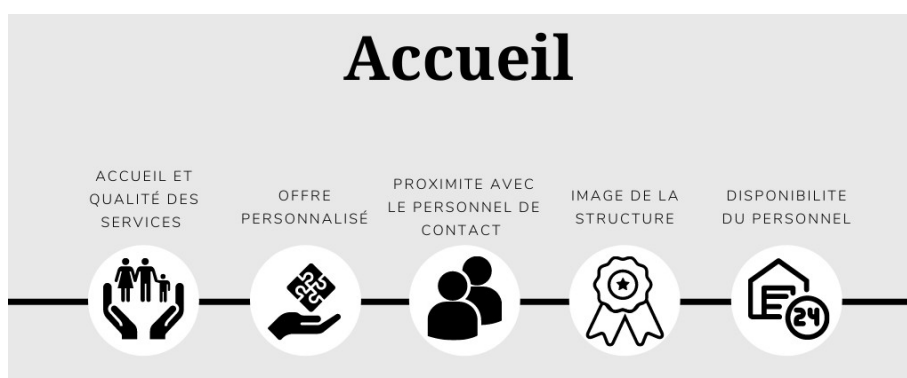 Accueil
ACCUEIL ET
QUALITÉ DES
SERVICES
OFFRE
PERSONNALISÉ
PROXIMITE AVEC
LE PERSONNEL DE
CONTACT
IMAGE DE LA
STRUCTURE
DISPONIBILITE
DU PERSONNEL
24